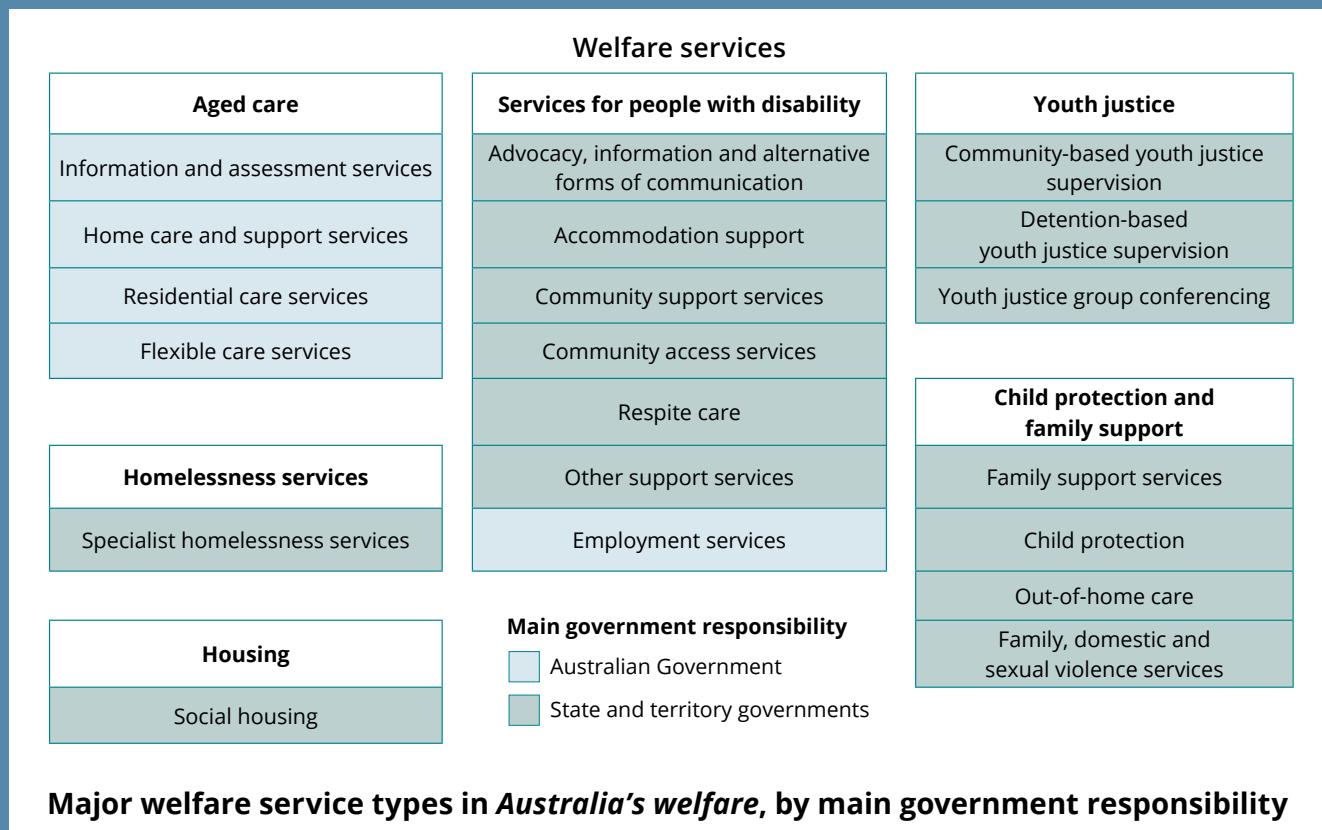 Welfare services
Aged care
Information and assessment services
Home care and support services
Residential care services
Flexible care services
Homelessness services
Specialist homelessness services
Housing
Social housing
Services for people with disability
Advocacy, information and alternative
forms of communication
Accommodation support
Community support services
Community access services
Respite care
Other support services
Employment services
Main government responsibility
Australian Government
State and territory governments
Youth justice
Community-based youth justice
supervision
Detention-based
youth justice supervision
Youth justice group conferencing
Child protection and
family support
Family support services
Child protection
Out-of-home care
Family, domestic and
sexual violence services
Major welfare service types in Australia’s welfare, by main government responsibility